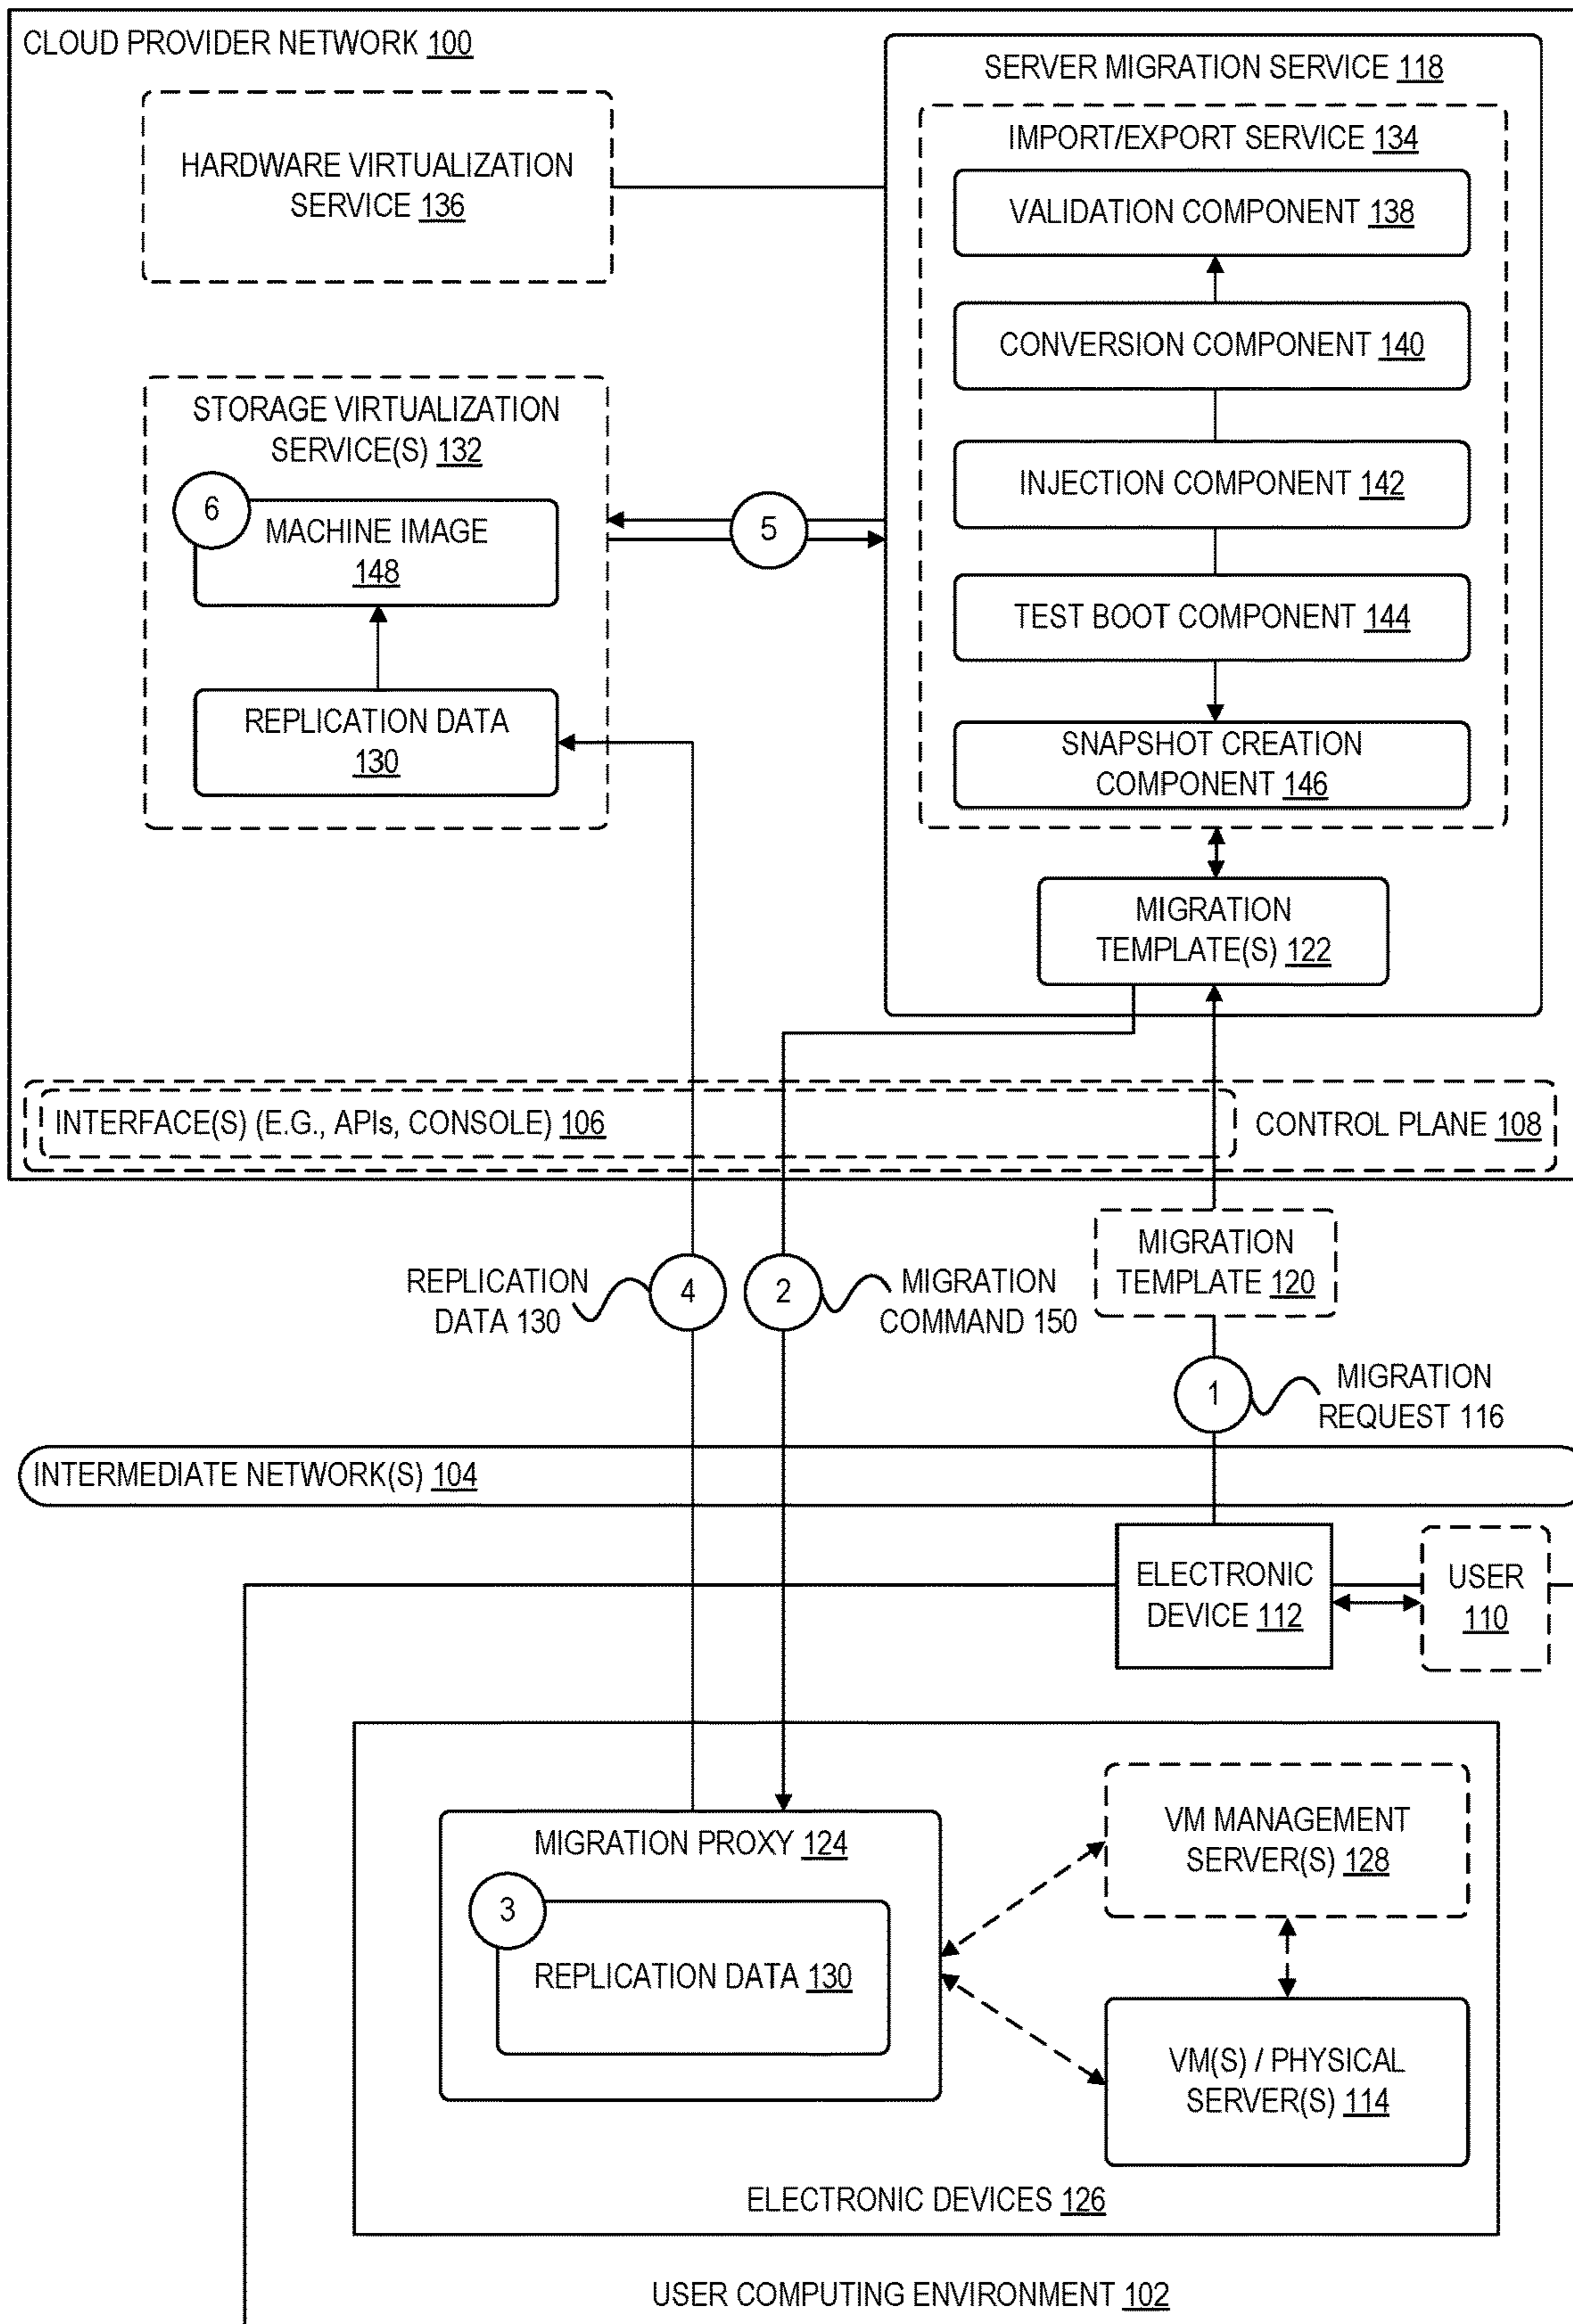 CLOUD PROVIDER NETWORK 100
SERVER MIGRATION SERVICE 118
HARDWARE VIRTUALIZATION
SERVICE 136
IMPORT/EXPORT SERVICE 134
VALIDATION COMPONENT 138
CONVERSION COMPONENT 140
INJECTION COMPONENT 142
TEST BOOT COMPONENT 144
SNAPSHOT CREATION
COMPONENT 146
STORAGE VIRTUALIZATION
SERVICE(S) 132
6
MACHINE IMAGE
148
5
REPLICATION DATA
130
MIGRATION
TEMPLATE(S) 122
INTERFACE(S) (E.G., APIs, CONSOLE) 106
CONTROL PLANE 108
REPLICATION
DATA 130
4
2
MIGRATION
COMMAND 150
MIGRATION
TEMPLATE 120
1
MIGRATION
REQUEST 116
INTERMEDIATE NETWORK(S) 104
ELECTRONIC
DEVICE 112
USER
110
MIGRATION PROXY 124
3
REPLICATION DATA 130
VM MANAGEMENT
SERVER(S) 128
VM(S) / PHYSICAL
SERVER(S) 114
ELECTRONIC DEVICES 126
USER COMPUTING ENVIRONMENT 102